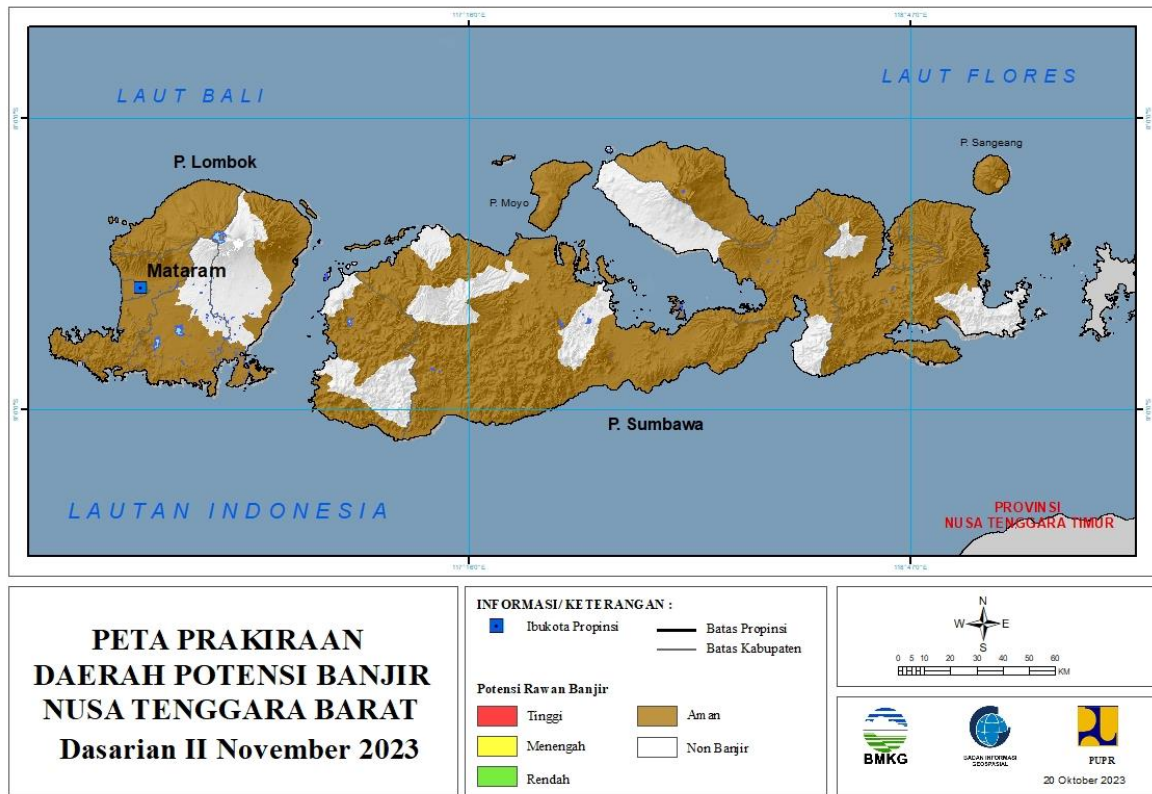 LAUT BALI
LAUT FLORES
P. Lombok
P. Sangeang
P. Moyo
Mataram
P. Sumbawa
LAUTAN INDONESIA
PROVINSI
NUSA TENGGARA TIMUR
PETA PRAKIRAAN
DAERAH POTENSI BANJIR
NUSA TENGGARA BARAT
Dasarian II November 2023
INFORMASI/ KETERANGAN :
Ibukota Propinsi
Batas Propinsi
Batas Kabupaten
Potensi Rawan Banjir
Tinggi
Aman
Menengah
Non Banjir
Rendah
N
W E
S
0 5 10 20 30 40 50 60
KM
BMKG
BADAN INFORMASI
GEOSPASIAL
PUPR
20 Oktober 2023